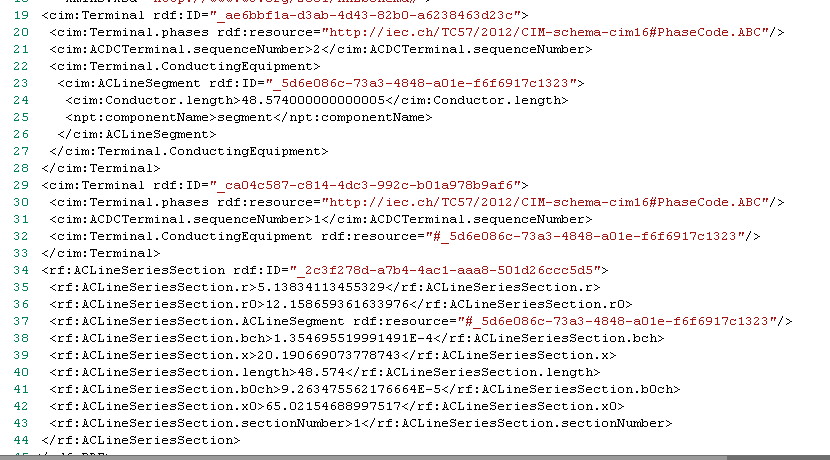 19 <cim:Terminal rdf:ID="_ae6bbf1a-d3ab-4d43-82b0-a6238463d23c">
20 <cim:Terminal.phases rdf:resource="http://iec.ch/TC57/2012/CIM-schema-cim16#PhaseCode.ABC"/>
21 <cim:ACDCTerminal.sequenceNumber>2</cim:ACDCTerminal.sequenceNumber>
22 <cim:Terminal.ConductingEquipment>
23 <cim:ACLineSegment rdf:ID="_5d6e086c-73a3-4848-a01e-f6f6917c1323">
24 <cim:Conductor.length>48.574000000000005</cim:Conductor.length>
25 <npt:componentName>segment</npt:componentName>
26 </cim:ACLineSegment>
27 </cim:Terminal.ConductingEquipment>
28 </cim:Terminal>
29 <cim:Terminal rdf:ID="_ca04c587-c814-4dc3-992c-b01a978b9af6">
30 <cim:Terminal.phases rdf:resource="http://iec.ch/TC57/2012/CIM-schema-cim16#PhaseCode.ABC"/>
31 <cim:ACDCTerminal.sequenceNumber>1</cim:ACDCTerminal.sequenceNumber>
32 <cim:Terminal.ConductingEquipment rdf:resource="#_5d6e086c-73a3-4848-a01e-f6f6917c1323"/>
33 </cim:Terminal>
34 <rf:ACLineSeriesSection rdf:ID="_2c3f278d-a7b4-4ac1-aaa8-501d26ccc5d5">
35 <rf:ACLineSeriesSection.r>5.13834113455329</rf:ACLineSeriesSection.r>
36 <rf:ACLineSeriesSection.r0>12.158659361633976</rf:ACLineSeriesSection.r0>
37 <rf:ACLineSeriesSection.ACLineSegment rdf:resource="#_5d6e086c-73a3-4848-a01e-f6f6917c1323"/>
38 <rf:ACLineSeriesSection.bch>1.354695519991491E-4</rf:ACLineSeriesSection.bch>
39 <rf:ACLineSeriesSection.x>20.190669073778743</rf:ACLineSeriesSection.x>
40 <rf:ACLineSeriesSection.length>48.574</rf:ACLineSeriesSection.length>
41 <rf:ACLineSeriesSection.b0ch>9.263475562176664E-5</rf:ACLineSeriesSection.b0ch>
42 <rf:ACLineSeriesSection.x0>65.02154688997517</rf:ACLineSeriesSection.x0>
43 <rf:ACLineSeriesSection.sectionNumber>1</rf:ACLineSeriesSection.sectionNumber>
44 </rf:ACLineSeriesSection>